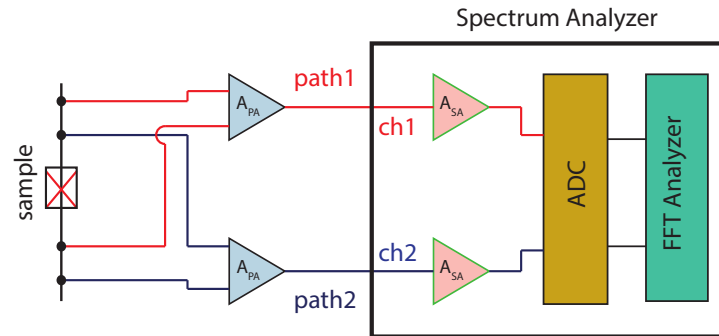 Spectrum Analyzer
path1
A_PA
A_SA
ch1
sample
ADC
FFT Analyzer
ch2
A_PA
A_SA
path2